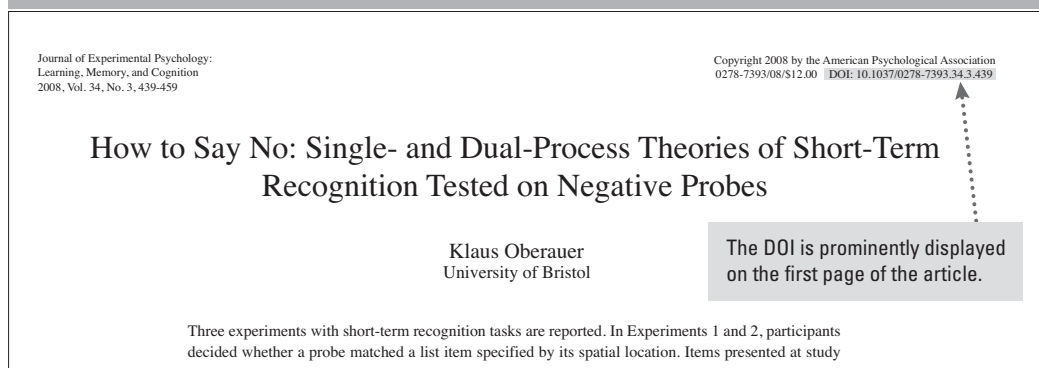 Journal of Experimental Psychology:
Learning, Memory, and Cognition
2008, Vol. 34, No. 3, 439-459
Copyright 2008 by the American Psychological Association
0278-7393/08/$12.00 DOI: 10.1037/0278-7393.34.3.439
How to Say No: Single- and Dual-Process Theories of Short-Term
Recognition Tested on Negative Probes
Klaus Oberauer
University of Bristol
The DOI is prominently displayed
on the first page of the article.
Three experiments with short-term recognition tasks are reported. In Experiments 1 and 2, participants
decided whether a probe matched a list item specified by its spatial location. Items presented at study